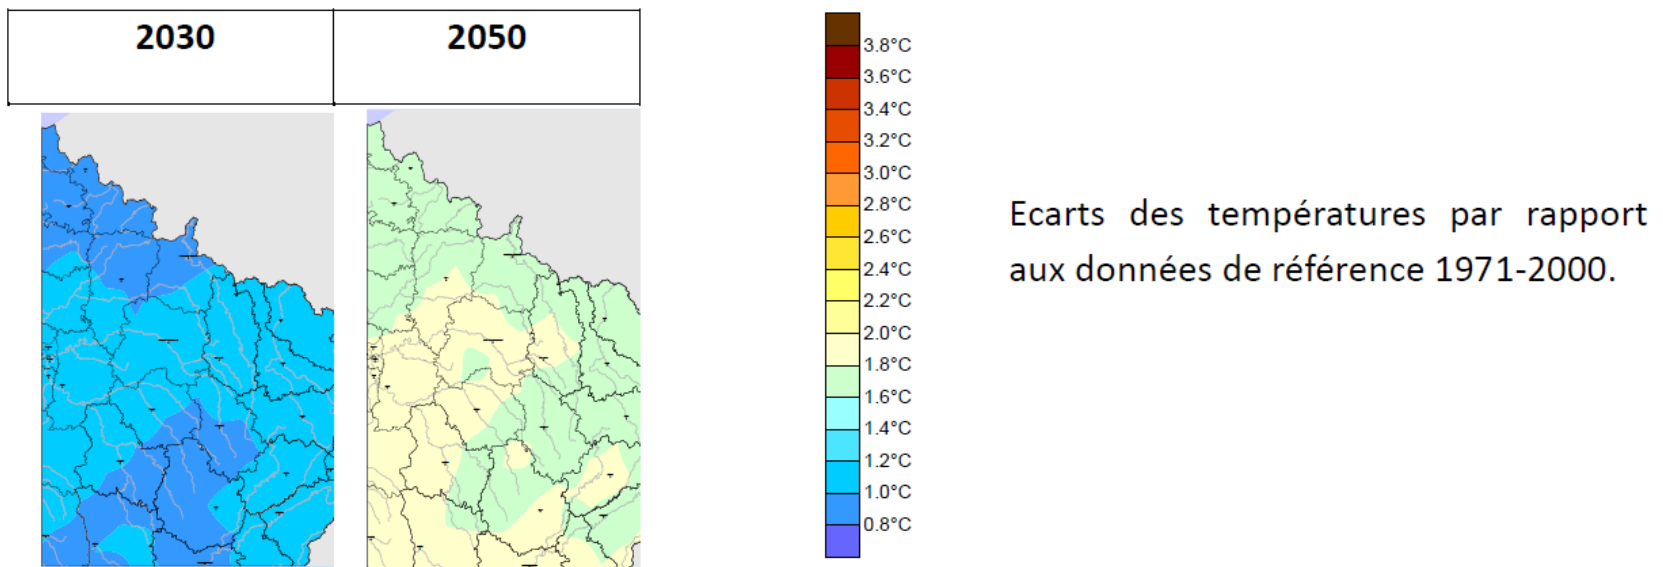 2030
2050
3.8°C
3.6°C
3.4°C
3.2°C
3.0°C
2.8°C
2.6°C
2.4°C
2.2°C
2.0°C
1.8°C
1.6°C
1.4°C
1.2°C
1.0°C
0.8°C
Ecarts des températures par rapport
aux données de référence 1971-2000.